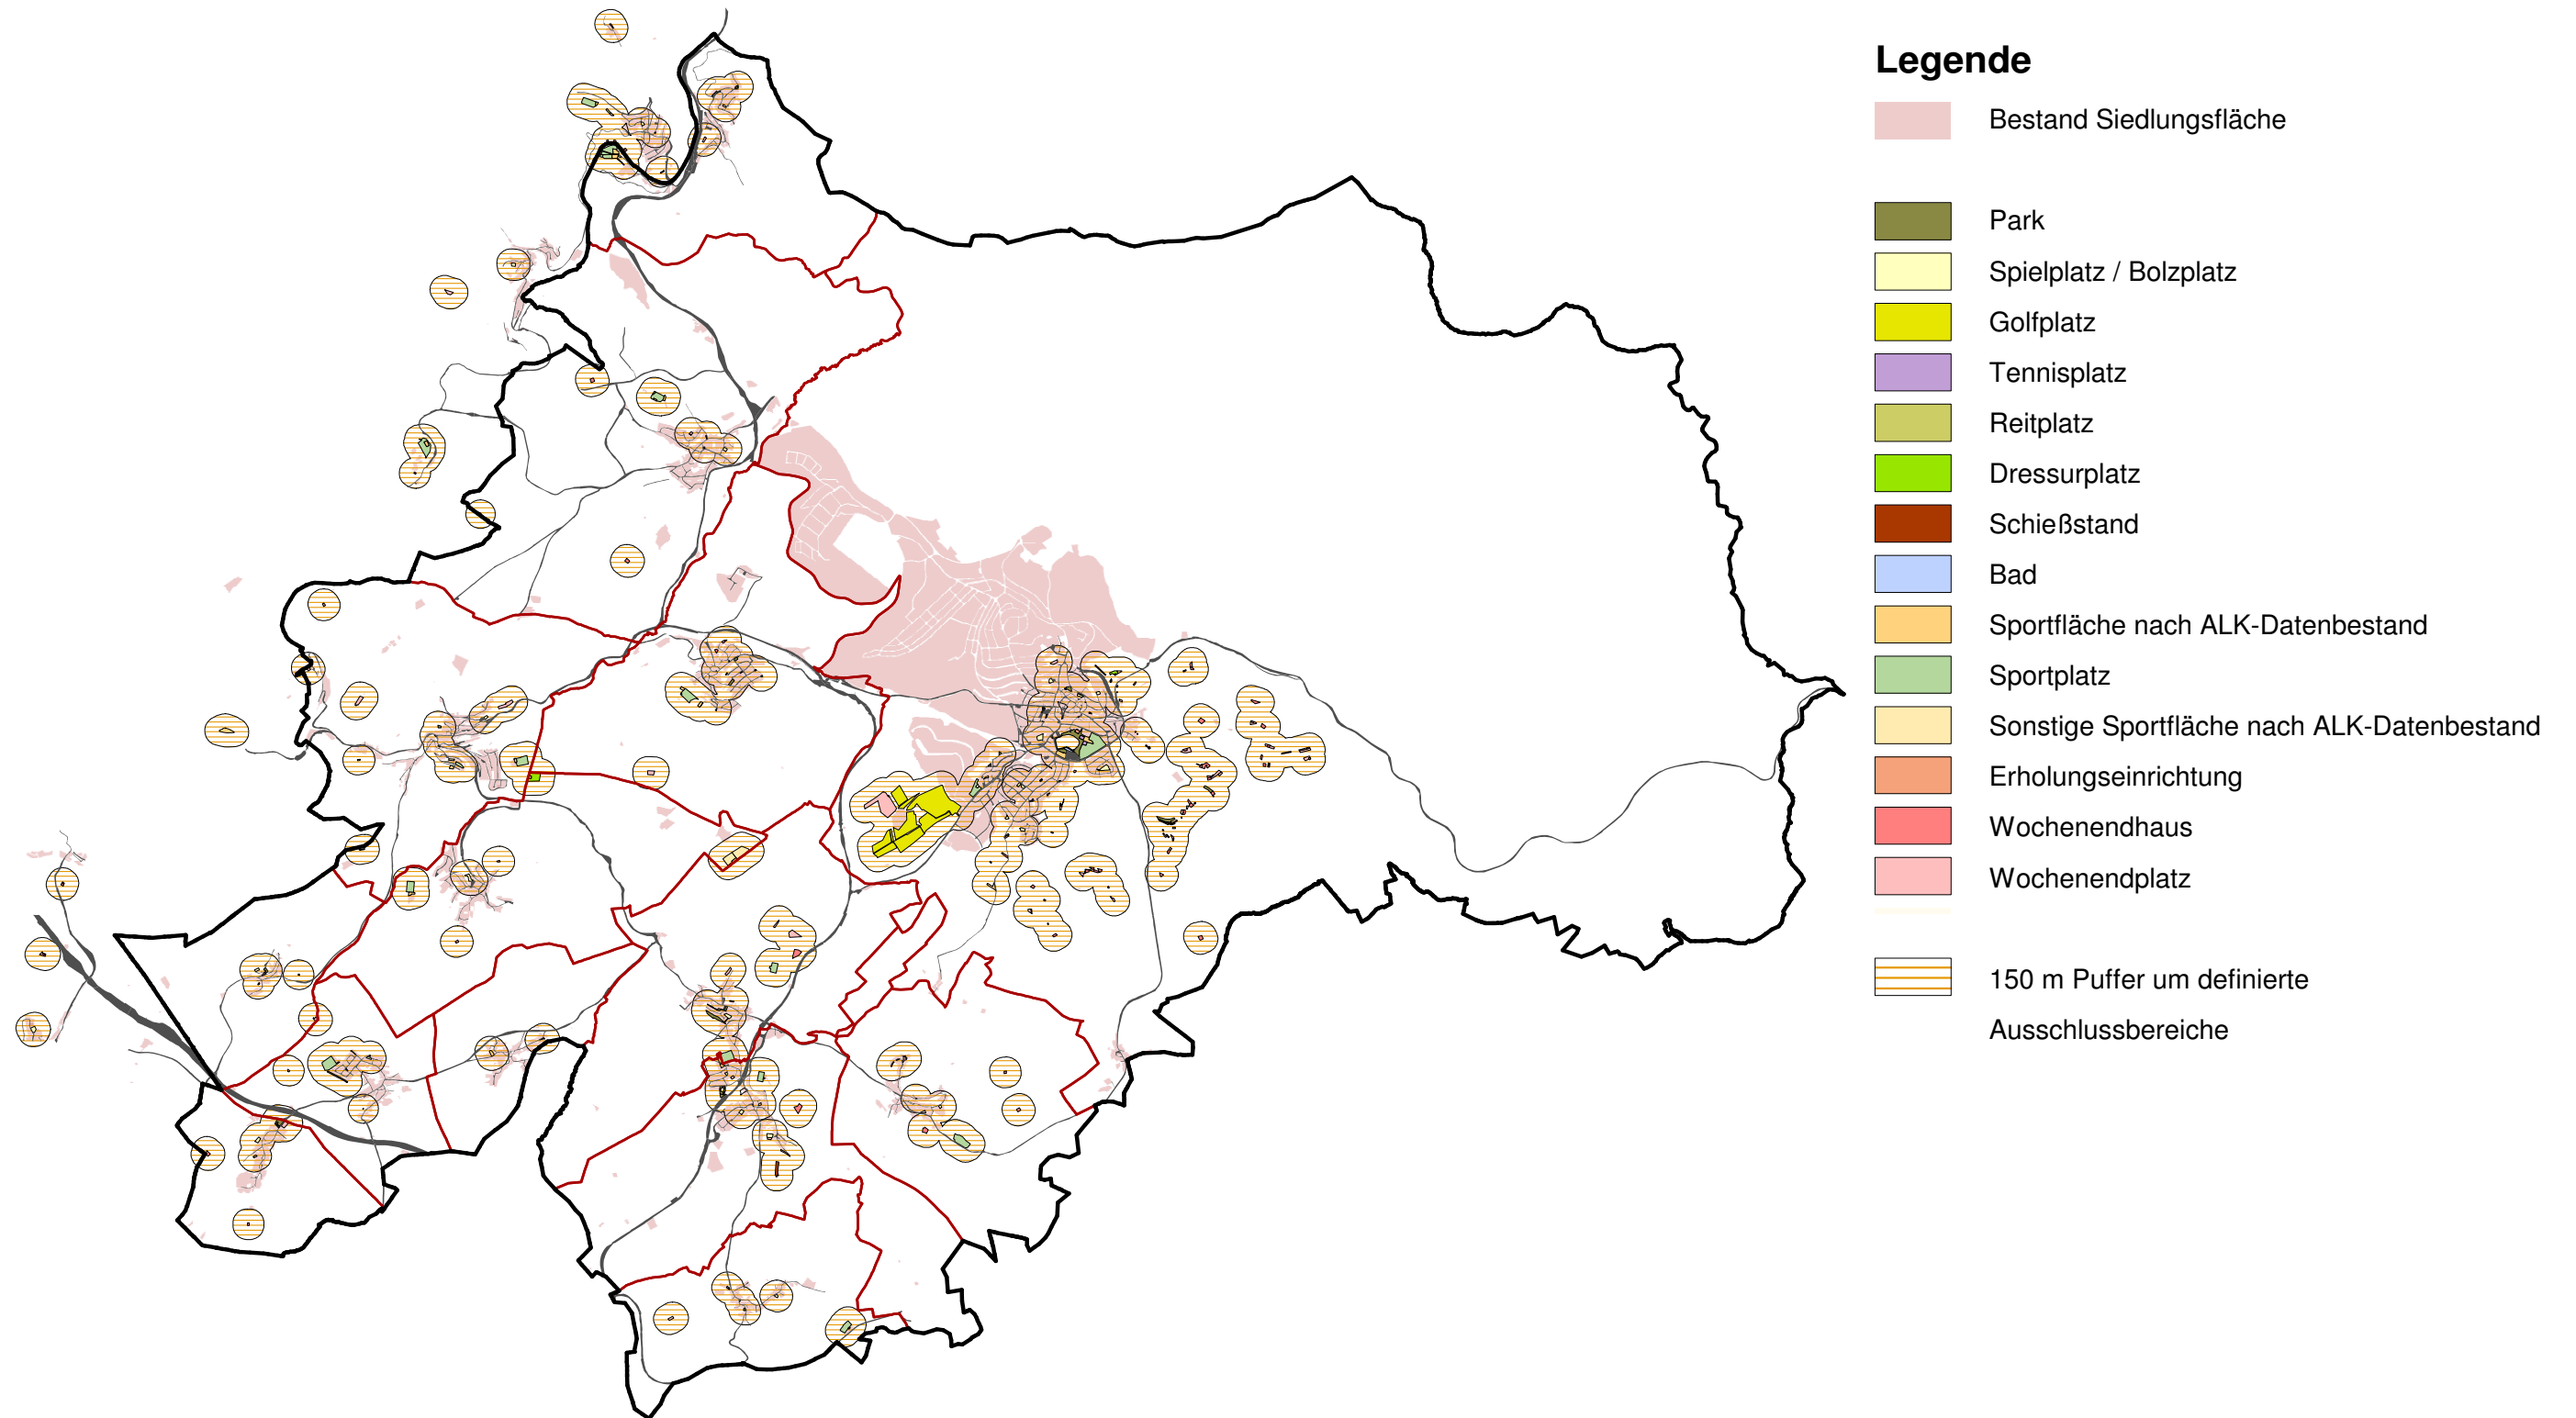 Legende
Bestand Siedlungsfläche
Park
Spielplatz / Bolzplatz
Golfplatz
Tennisplatz
Reitplatz
Dressurplatz
Schießstand
Bad
Sportfläche nach ALK-Datenbestand
Sportplatz
Sonstige Sportfläche nach ALK-Datenbestand
Erholungseinrichtung
Wochenendhaus
Wochenendplatz
150 m Puffer um definierte
Ausschlussbereiche